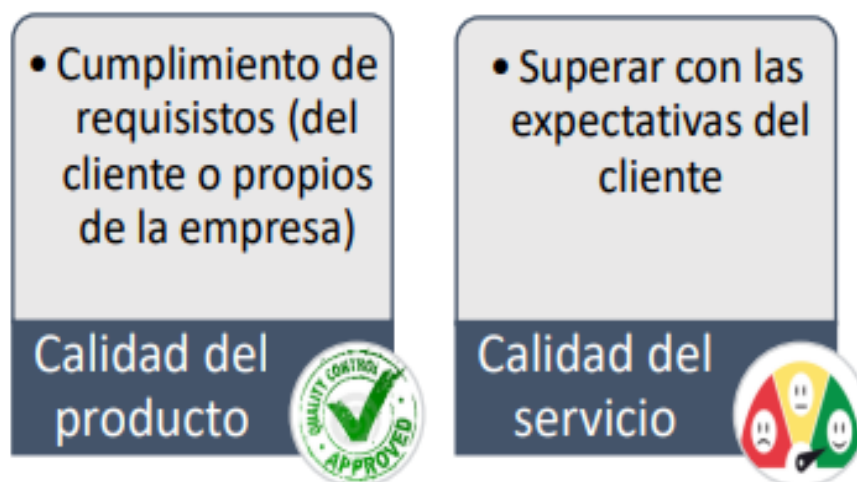 • Cumplimiento de
requisistos (del
cliente o propios
de la empresa)
Calidad del
producto
QUALITY CONTROL
APPROVED
• Superar con las
expectativas del
cliente
Calidad del
servicio